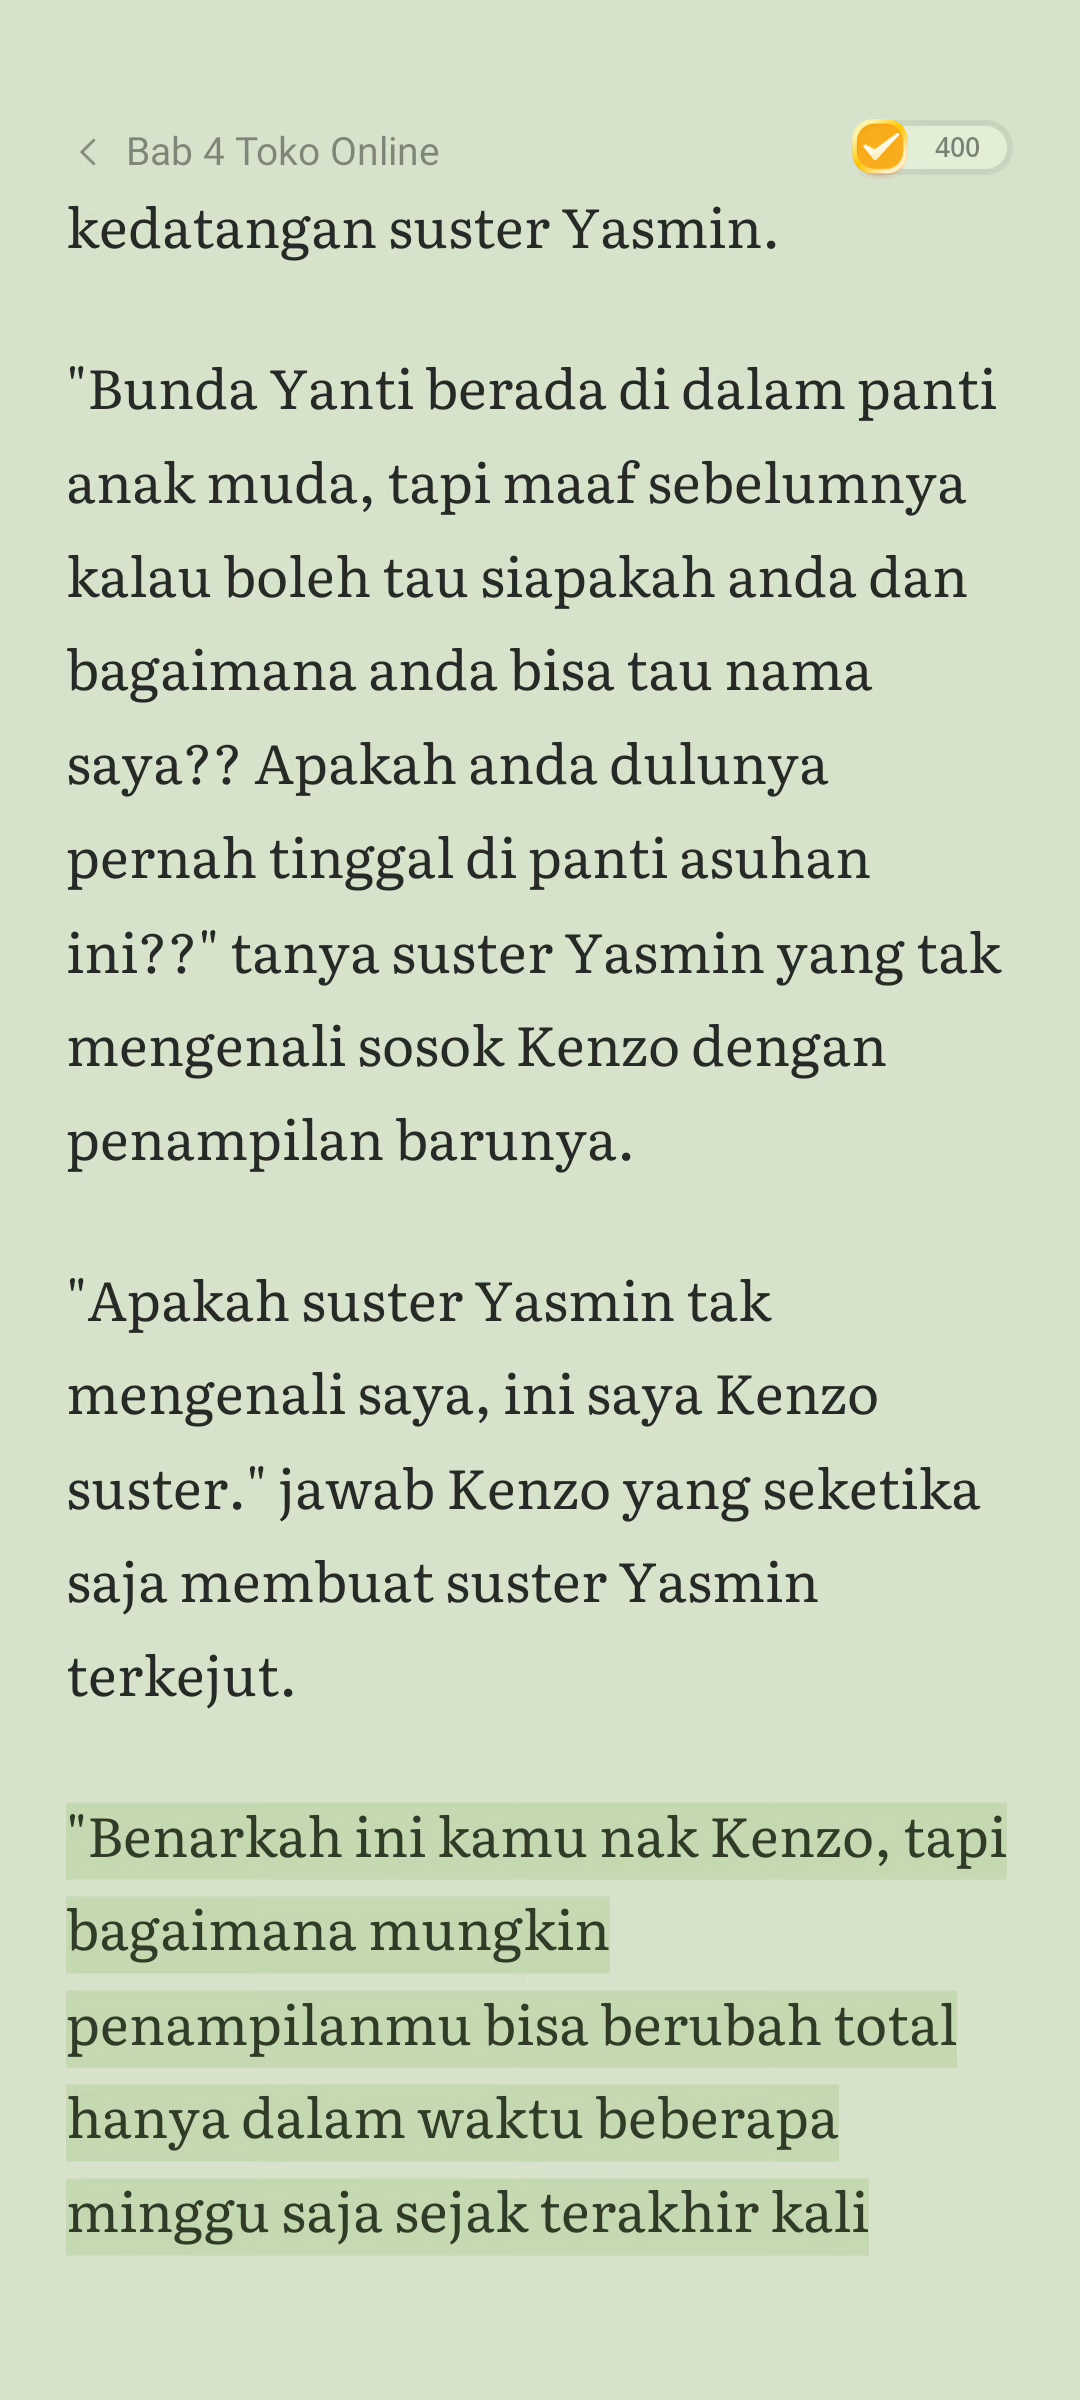 Bab 4 Toko Online
400
kedatangan suster Yasmin.
"Bunda Yanti berada di dalam panti
anak muda, tapi maaf sebelumnya
kalau boleh tau siapakah anda dan
bagaimana anda bisa tau nama
saya?? Apakah anda dulunya
pernah tinggal di panti asuhan
ini??" tanya suster Yasmin yang tak
mengenali sosok Kenzo dengan
penampilan barunya.
"Apakah suster Yasmin tak
mengenali saya, ini saya Kenzo
suster." jawab Kenzo yang seketika
saja membuat suster Yasmin
terkejut.
"Benarkah ini kamu nak Kenzo, tapi
bagaimana mungkin
penampilanmu bisa berubah total
hanya dalam waktu beberapa
minggu saja sejak terakhir kali